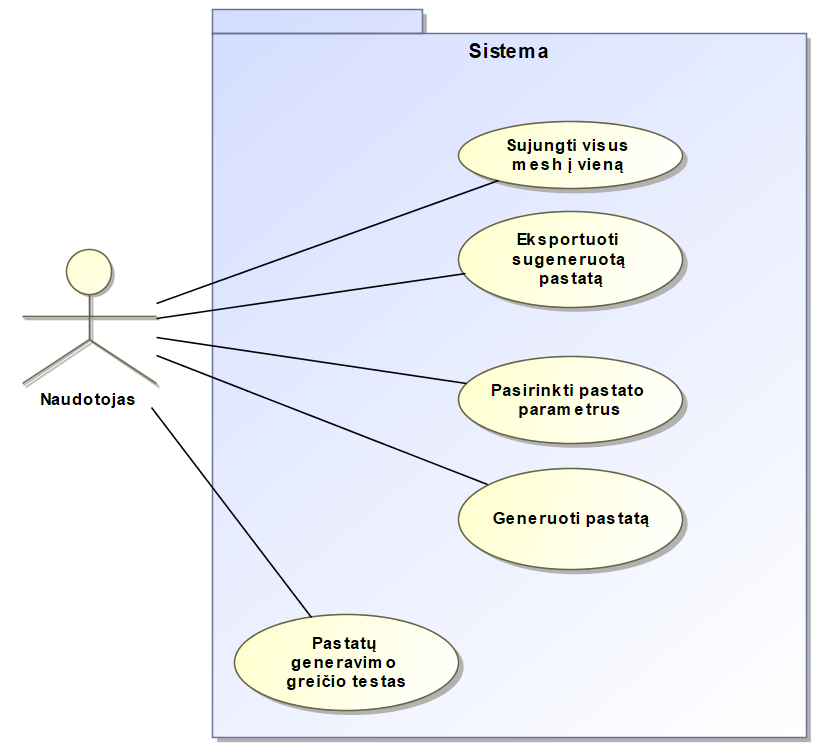 Sistema
Sujungti visus
mesh į vieną
Eksportuoti
sugeneruotą
pastatą
Pasirinkti pastato
parametrus
Naudotojas
Generuoti pastatą
Pastatų
generavimo
greičio testas